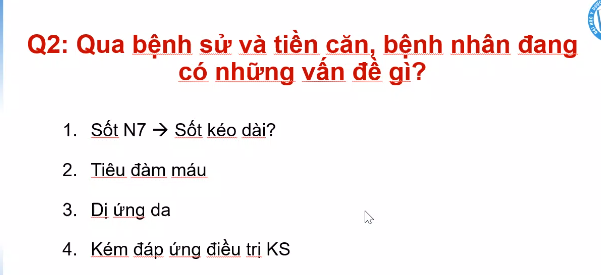 Q2: Qua bệnh sử và tiền căn, bệnh nhân đang
có những vấn đề gì?
1. Sốt N7 → Sốt kéo dài?
2. Tiêu đàm máu
3. Dị ứng da
4. Kém đáp ứng điều trị KS